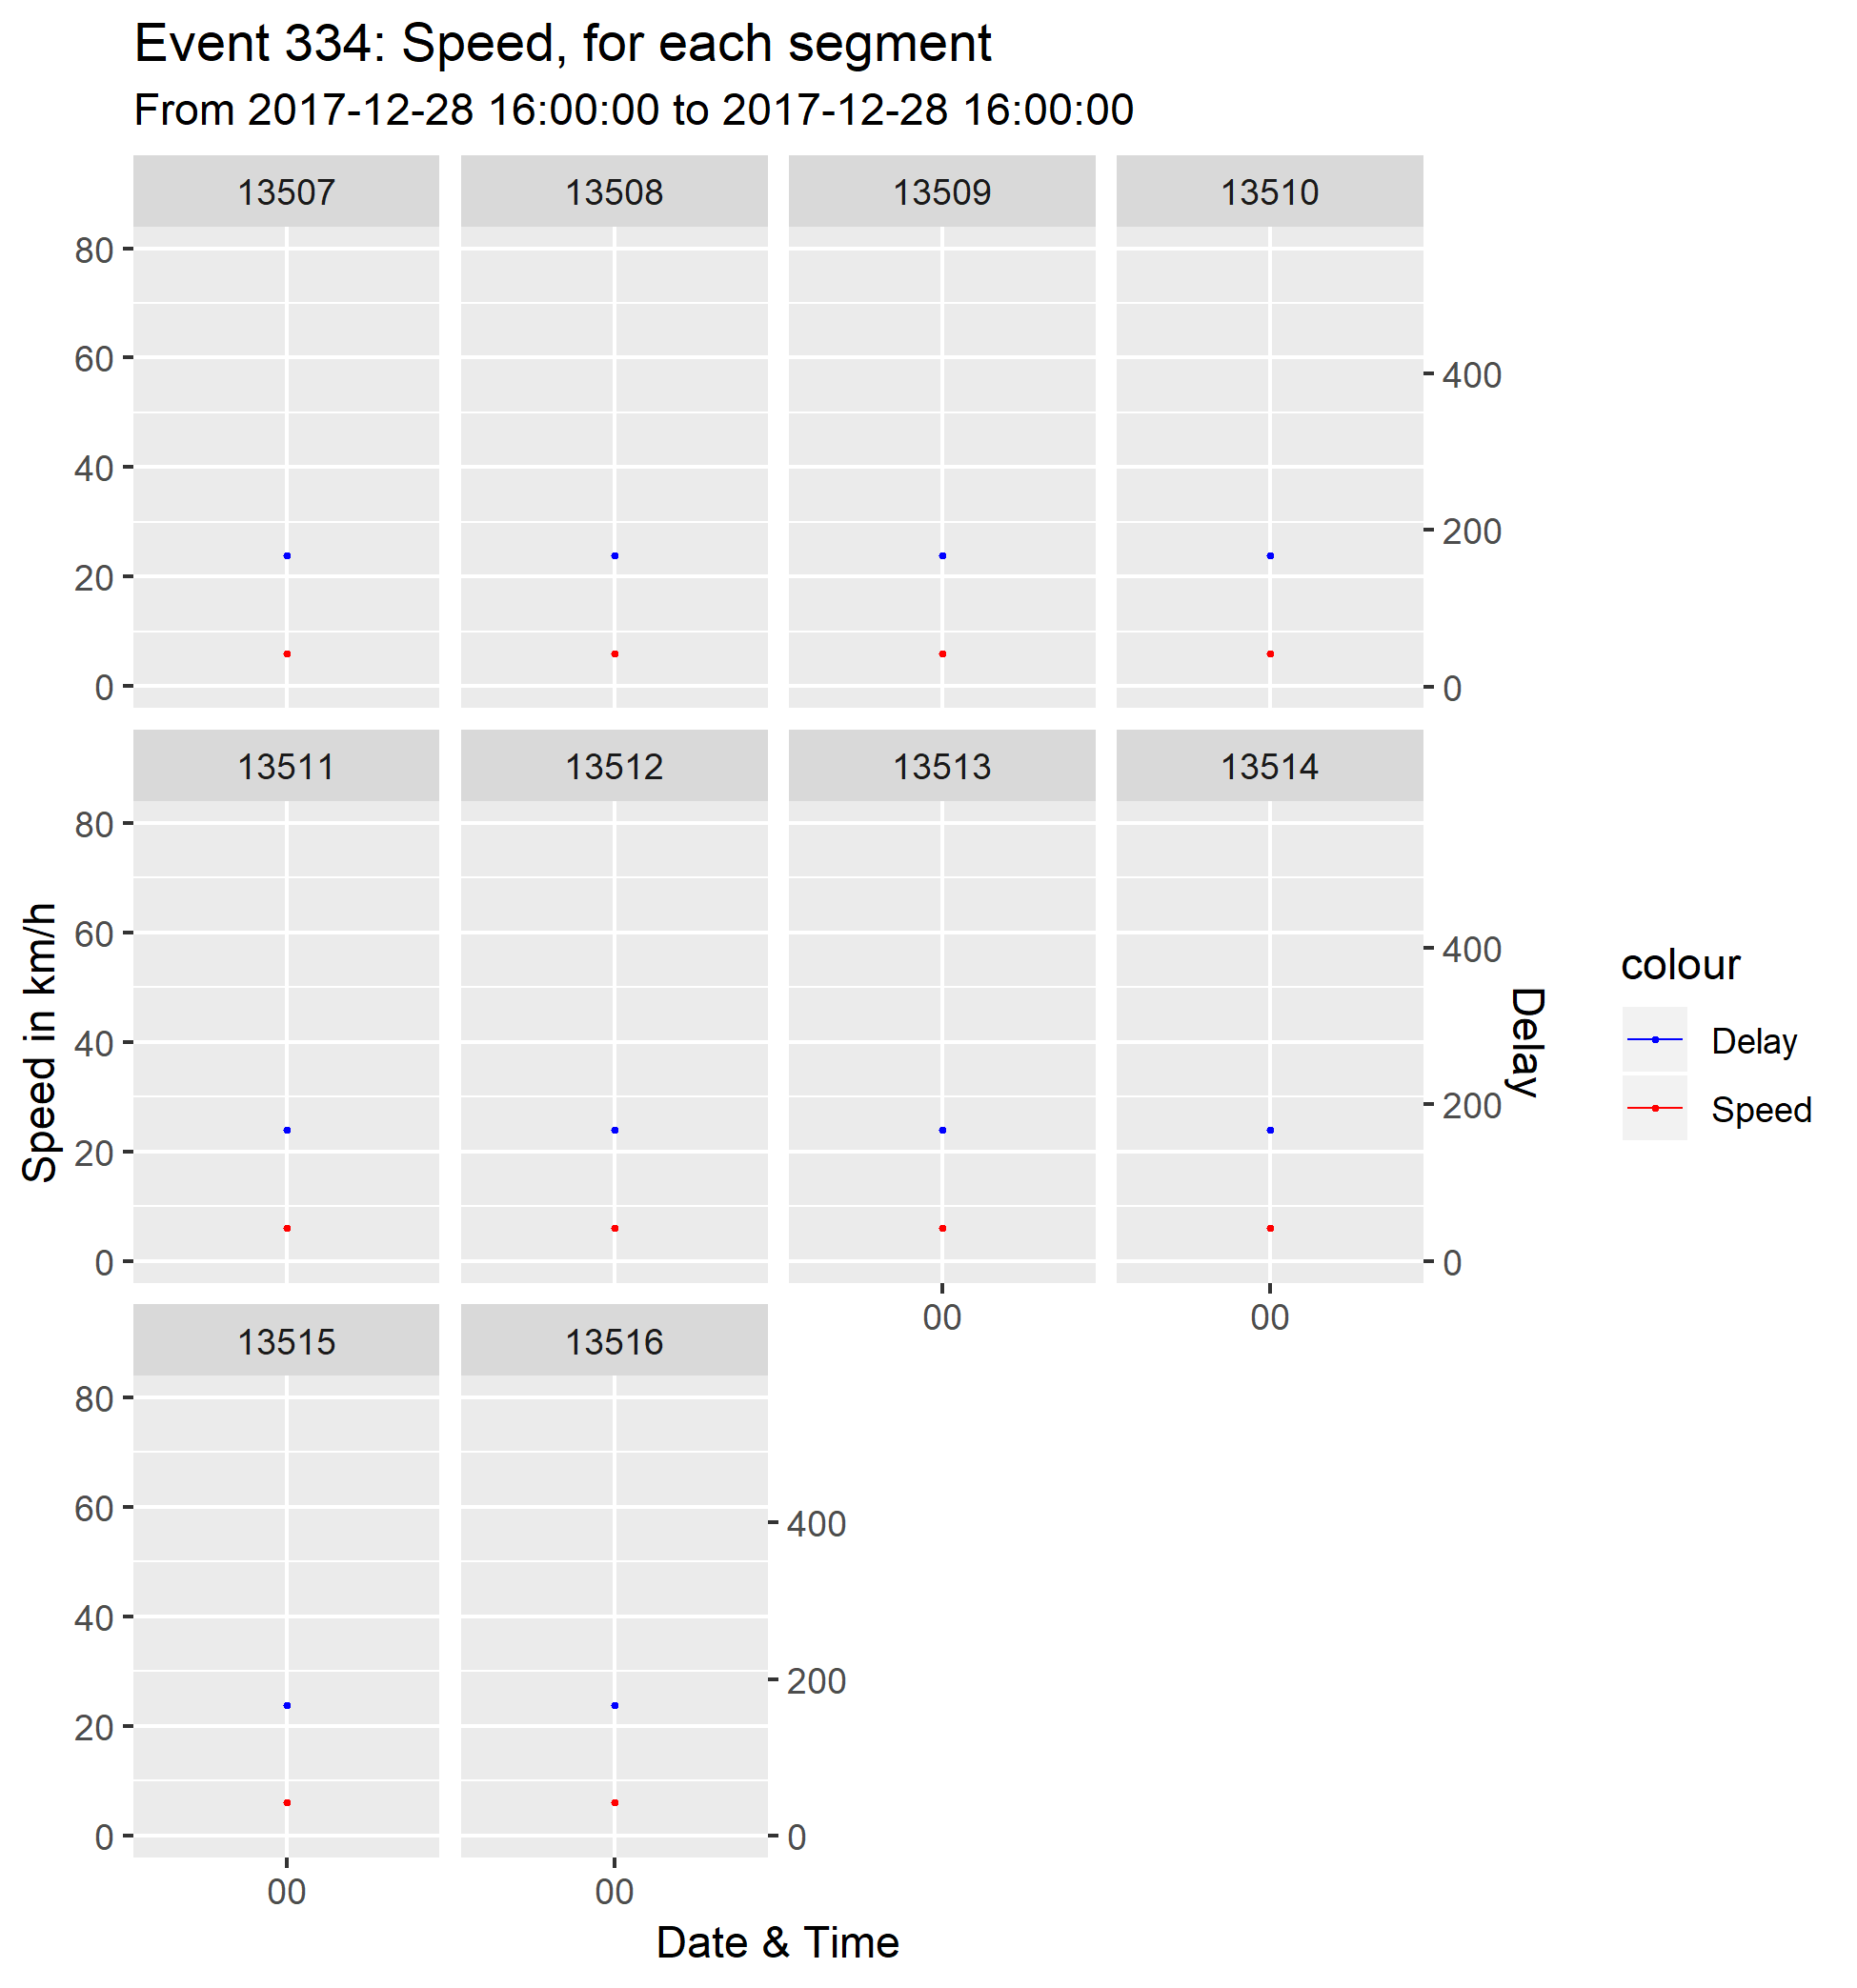 Event 334: Speed, for each segment
From 2017-12-28 16:00:00 to 2017-12-28 16:00:00
13507 13508 13509 13510
80
60
40
20
0
400
200
0
13511 13512 13513 13514
80
60
40
20
0
400
200
0
00 00
13515 13516
80
60
40
20
0
400
200
0
00 00
Speed in km/h
Delay
Date & Time
colour
Delay
Speed